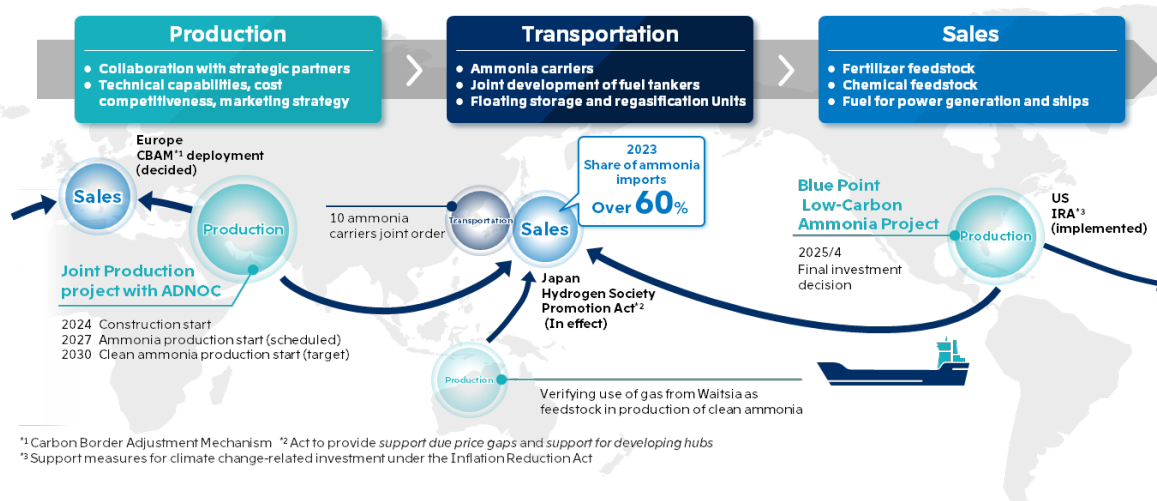 Production
• Collaboration with strategic partners
• Technical capabilities, cost
competitiveness, marketing strategy
Transportation
• Ammonia carriers
• Joint development of fuel tankers
• Floating storage and regasification Units
Sales
• Fertilizer feedstock
• Chemical feedstock
• Fuel for power generation and ships
Europe
CBAM*1 deployment
(decided)
Sales
Production
Joint Production
project with ADNOC
2024 Construction start
2027 Ammonia production start (scheduled)
2030 Clean ammonia production start (target)
10 ammonia
carriers joint order
Transportation
Sales
2023
Share of ammonia
imports
Over 60%
Japan
Hydrogen Society
Promotion Act*2
(In effect)
Production
Verifying use of gas from Waitsia as
feedstock in production of clean ammonia
Blue Point
Low-Carbon
Ammonia Project
2025/4
Final investment
decision
Production
US
IRA*3
(implemented)
*1 Carbon Border Adjustment Mechanism *2 Act to provide support due price gaps and support for developing hubs
*3 Support measures for climate change-related investment under the Inflation Reduction Act